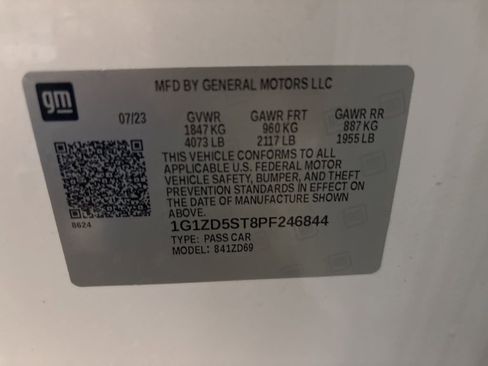 gm
MFD BY GENERAL MOTORS LLC
07/23 GVWR GAWR FRT GAWR RR
1847 KG 960 KG 887 KG
4073 LB 2117 LB 1955 LB
THIS VEHICLE CONFORMS TO ALL
APPLICABLE U.S. FEDERAL MOTOR
VEHICLE SAFETY, BUMPER, AND THEFT
PREVENTION STANDARDS IN EFFECT ON
THE DATE OF MANUFACTURE SHOWN
ABOVE.
8624
1G1ZD5ST8PF246844
TYPE: PASS CAR
MODEL: 841ZD69